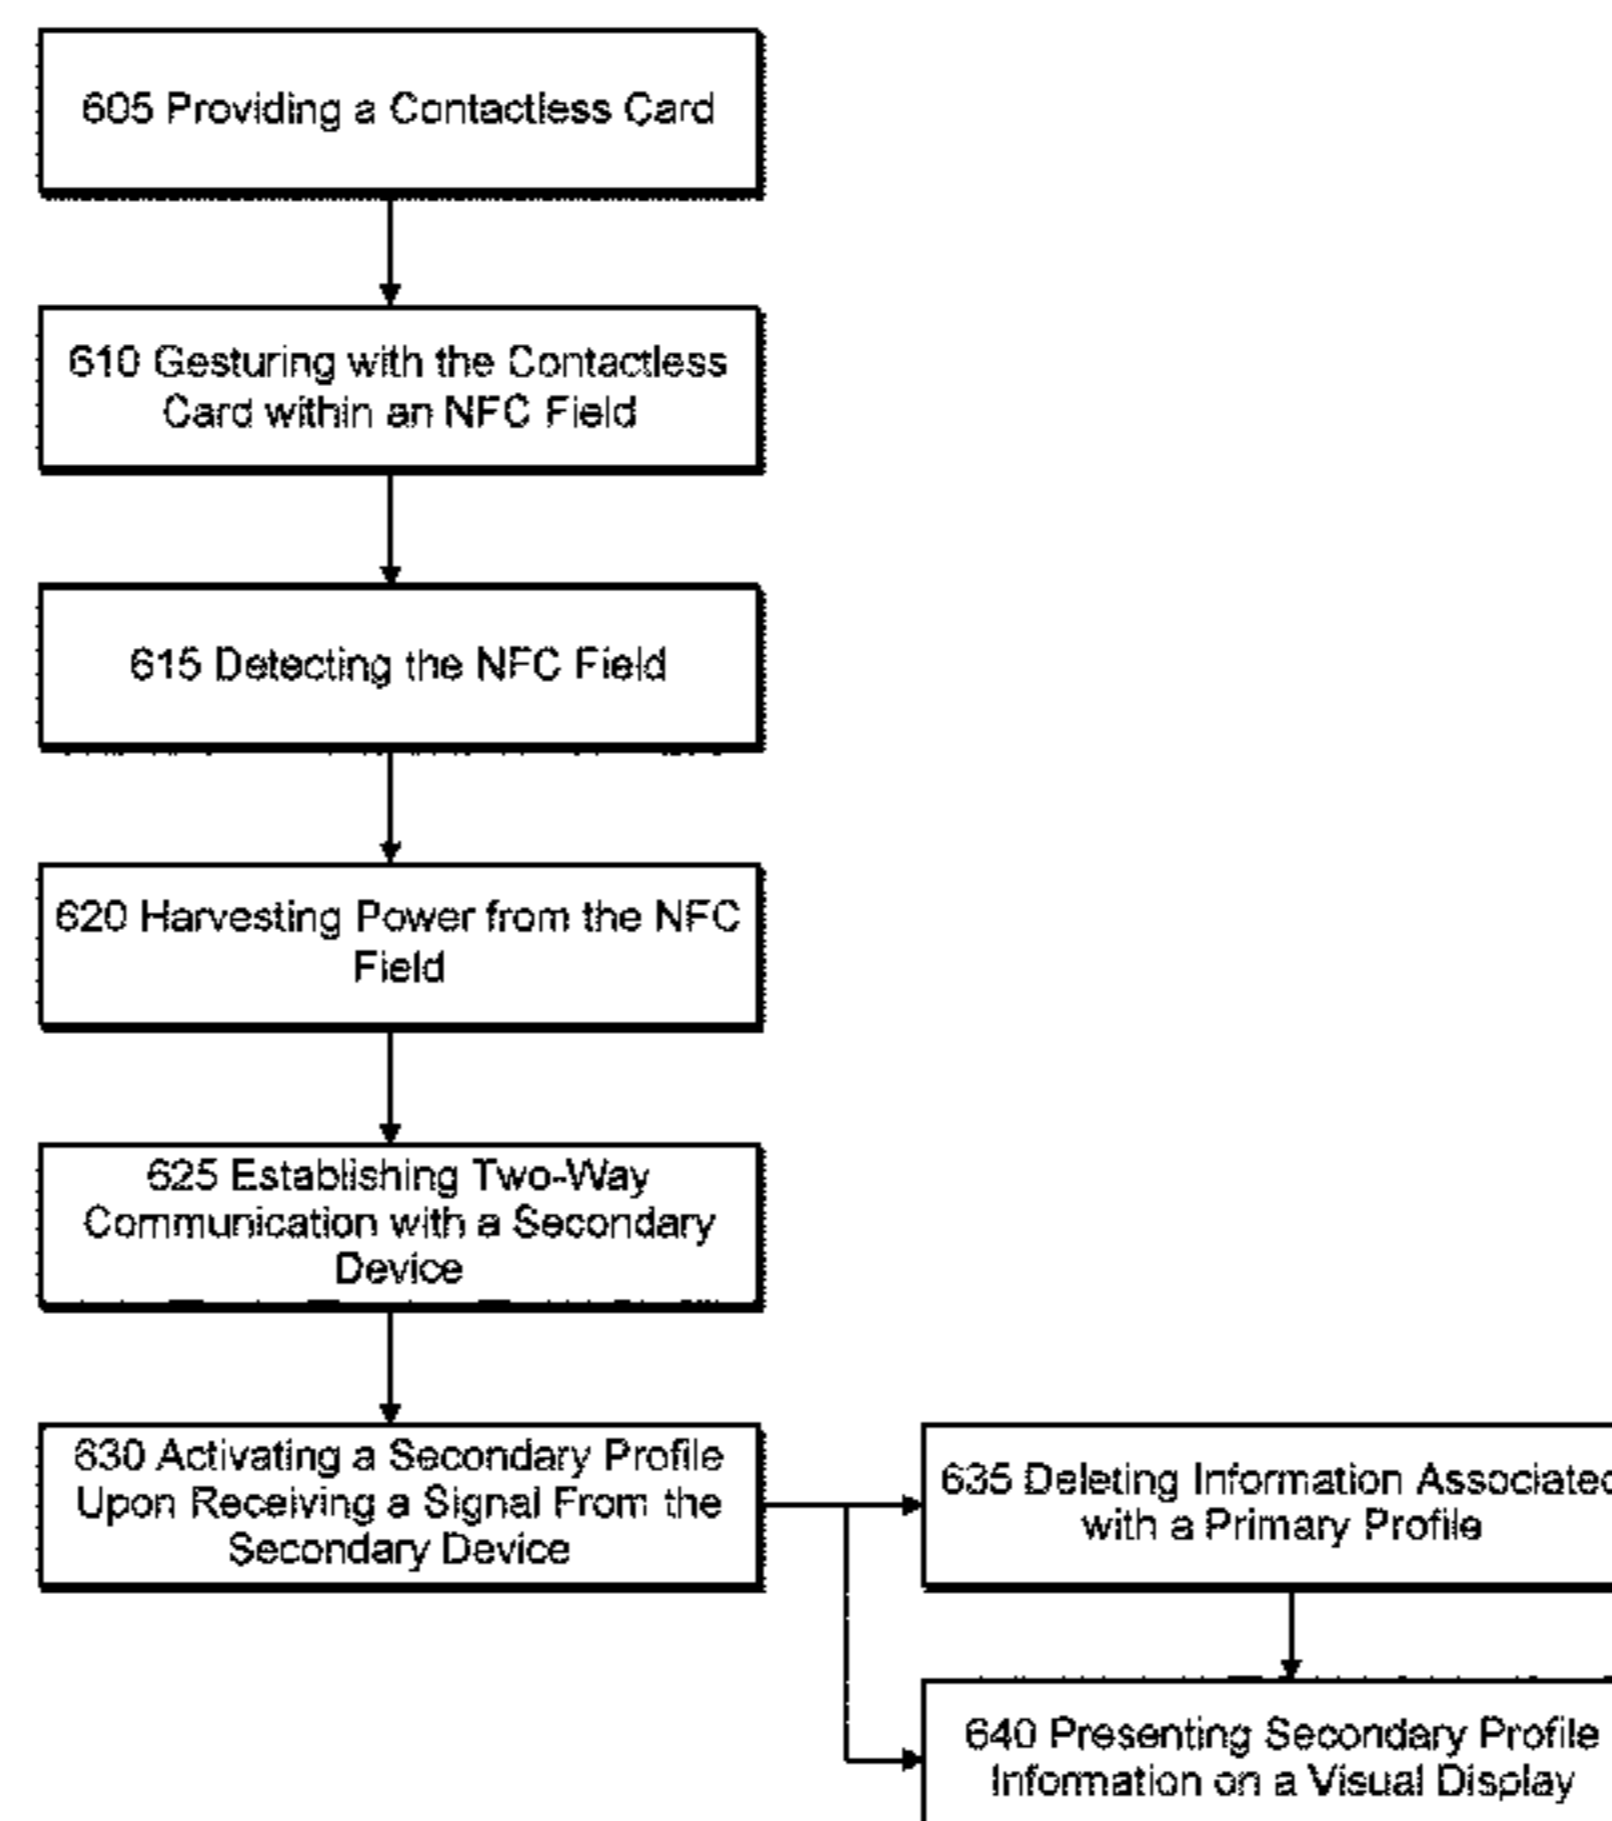 605 Providing a Contactless Card
610 Gesturing with the Contactless
Card within an NFC Field
615 Detecting the NFC Field
620 Harvesting Power from the NFC
Field
625 Establishing Two-Way
Communication with a Secondary
Device
630 Activating a Secondary Profile
Upon Receiving a Signal From the
Secondary Device
635 Deleting Information Associated
with a Primary Profile
640 Presenting Secondary Profile
Information on a Visual Display